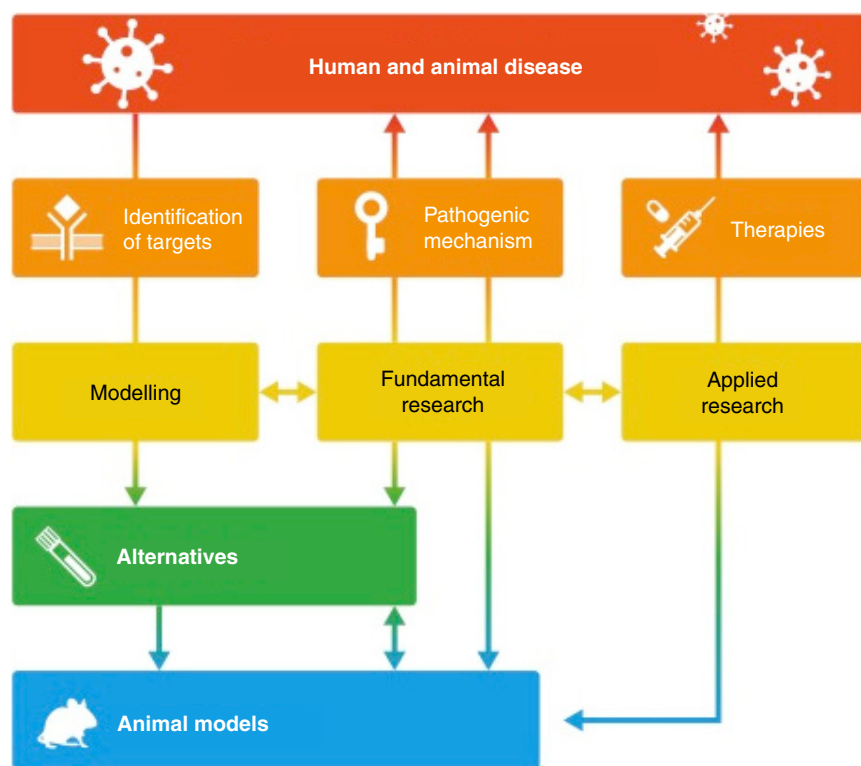 Human and animal disease
Identification
of targets
Pathogenic
mechanism
Therapies
Modelling
Fundamental
research
Applied
research
Alternatives
Animal models